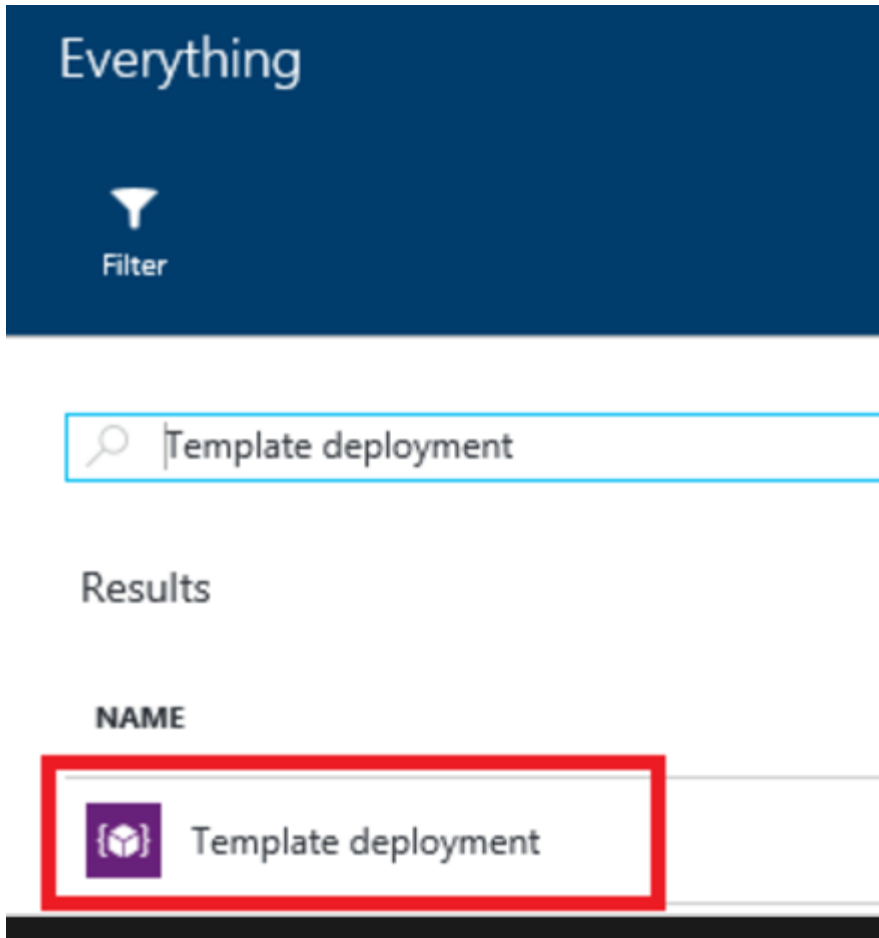 Everything
Filter
Template deployment
Results
NAME
Template deployment